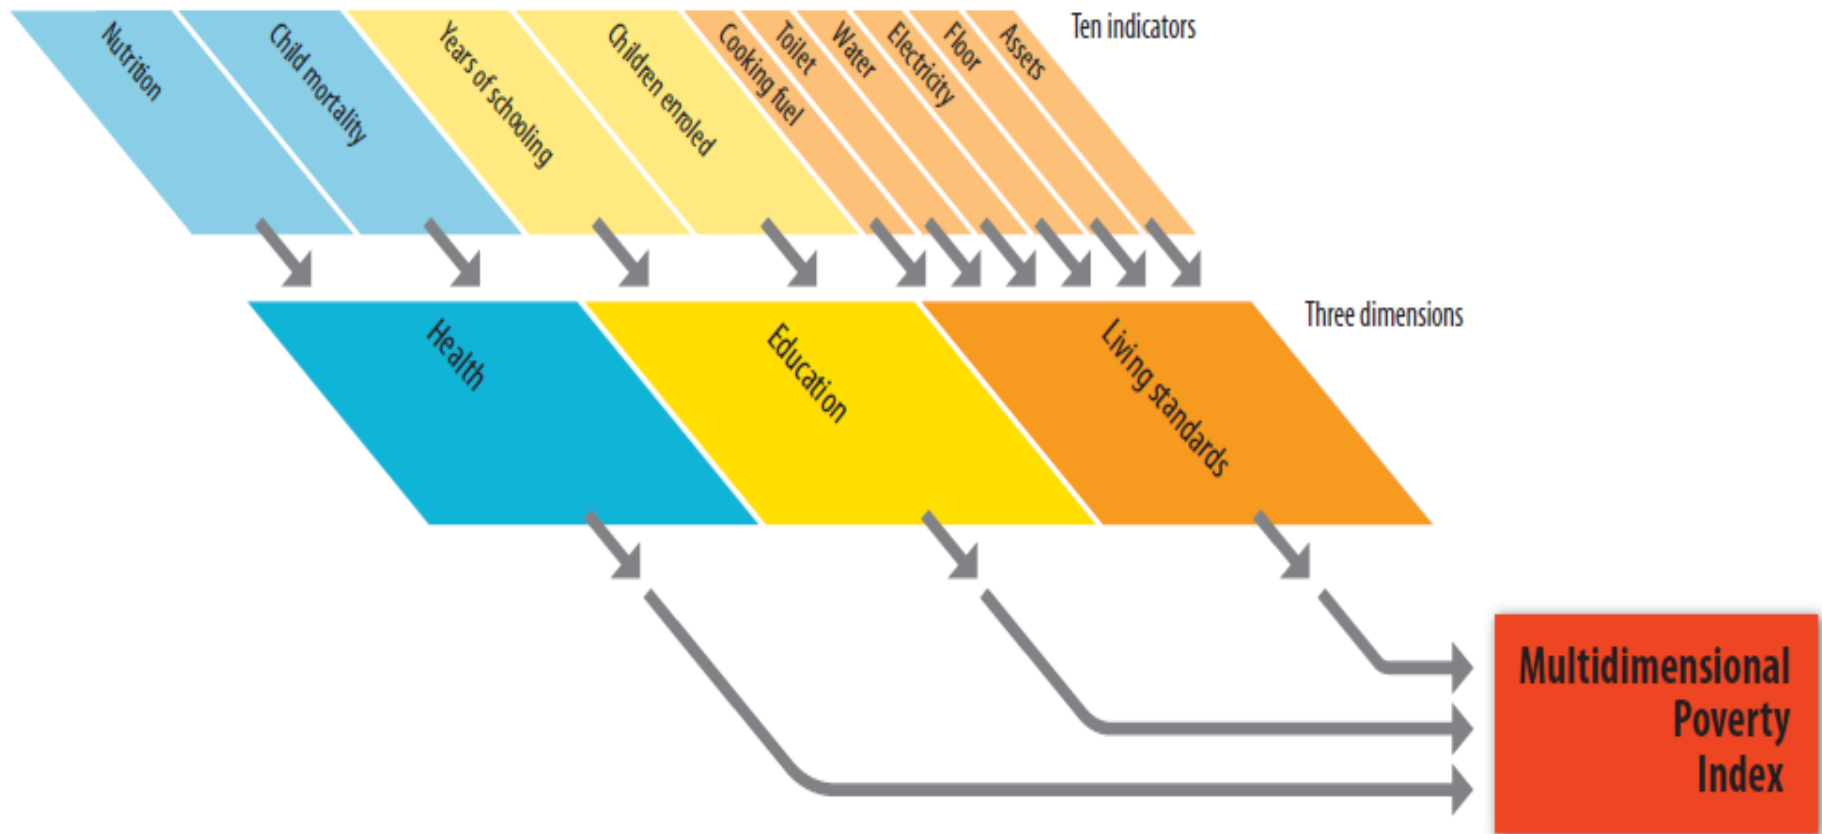 Nutrition
Child mortality
Years of schooling
Children enroled
Cooking fuel
Toilet
Water
Electricity
Floor
Assets
Ten indicators
Health
Education
Living standards
Three dimensions
Multidimensional
Poverty
Index